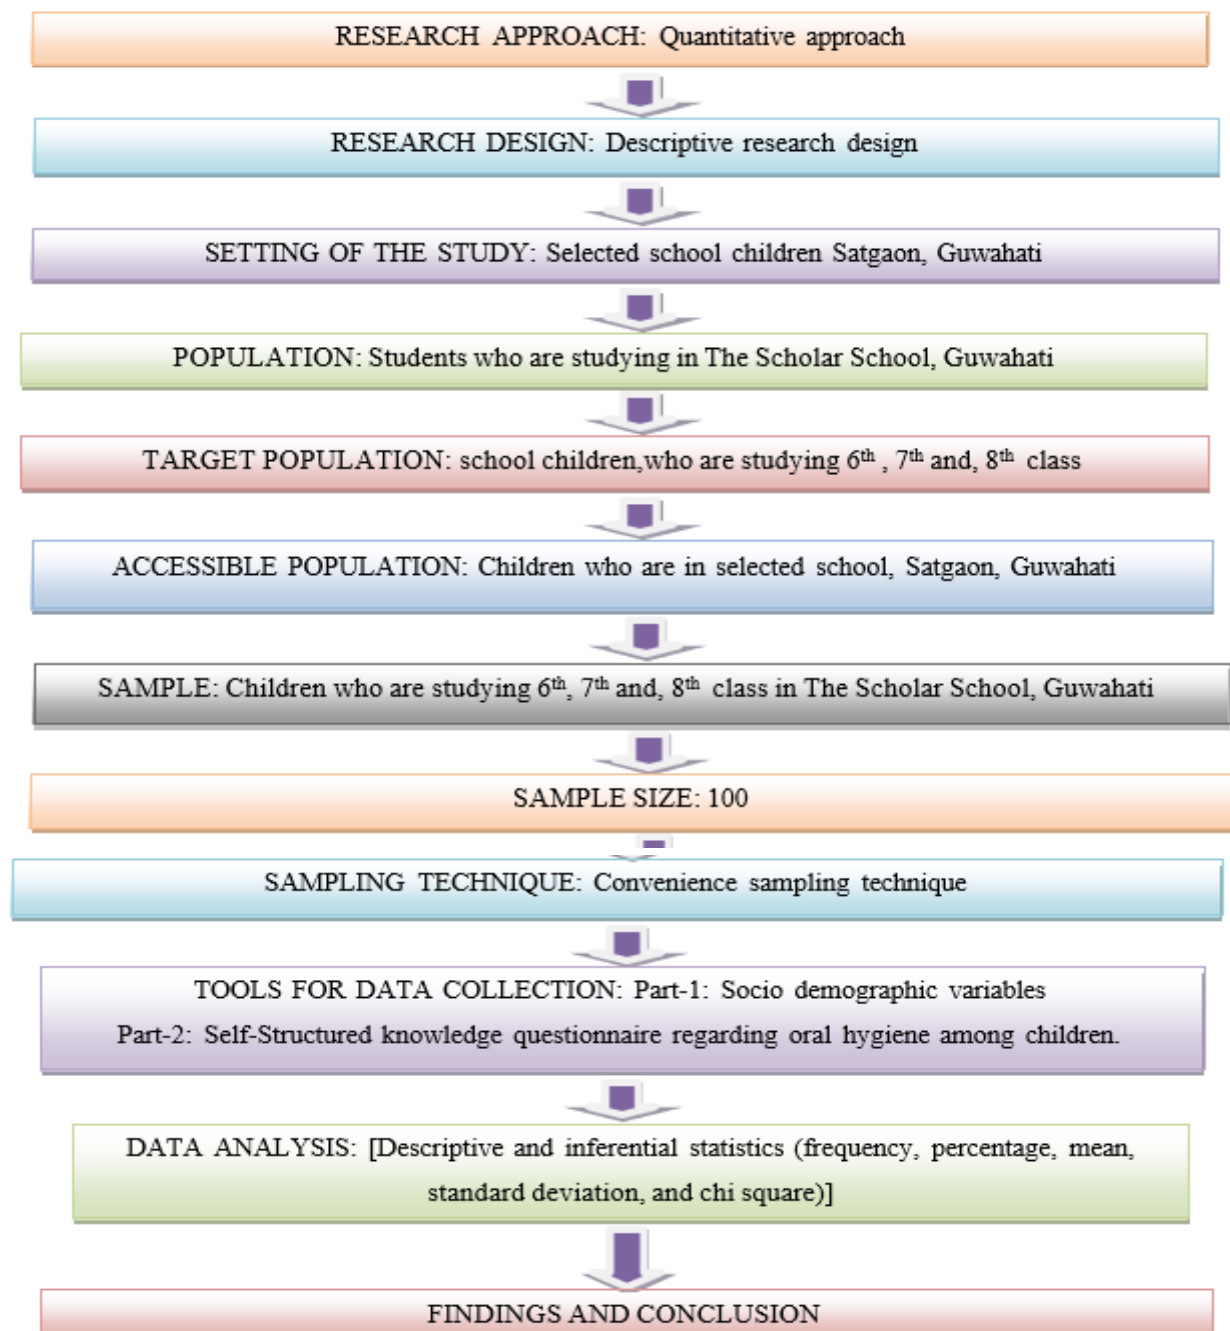 RESEARCH APPROACH: Quantitative approach
RESEARCH DESIGN: Descriptive research design
SETTING OF THE STUDY: Selected school children Satgaon, Guwahati
POPULATION: Students who are studying in The Scholar School, Guwahati
TARGET POPULATION: school children,who are studying 6th , 7th and, 8th class
ACCESSIBLE POPULATION: Children who are in selected school, Satgaon, Guwahati
SAMPLE: Children who are studying 6th, 7th and, 8th class in The Scholar School, Guwahati
SAMPLE SIZE: 100
SAMPLING TECHNIQUE: Convenience sampling technique
TOOLS FOR DATA COLLECTION: Part-1: Socio demographic variables
Part-2: Self-Structured knowledge questionnaire regarding oral hygiene among children.
DATA ANALYSIS: [Descriptive and inferential statistics (frequency, percentage, mean,
standard deviation, and chi square)]
FINDINGS AND CONCLUSION